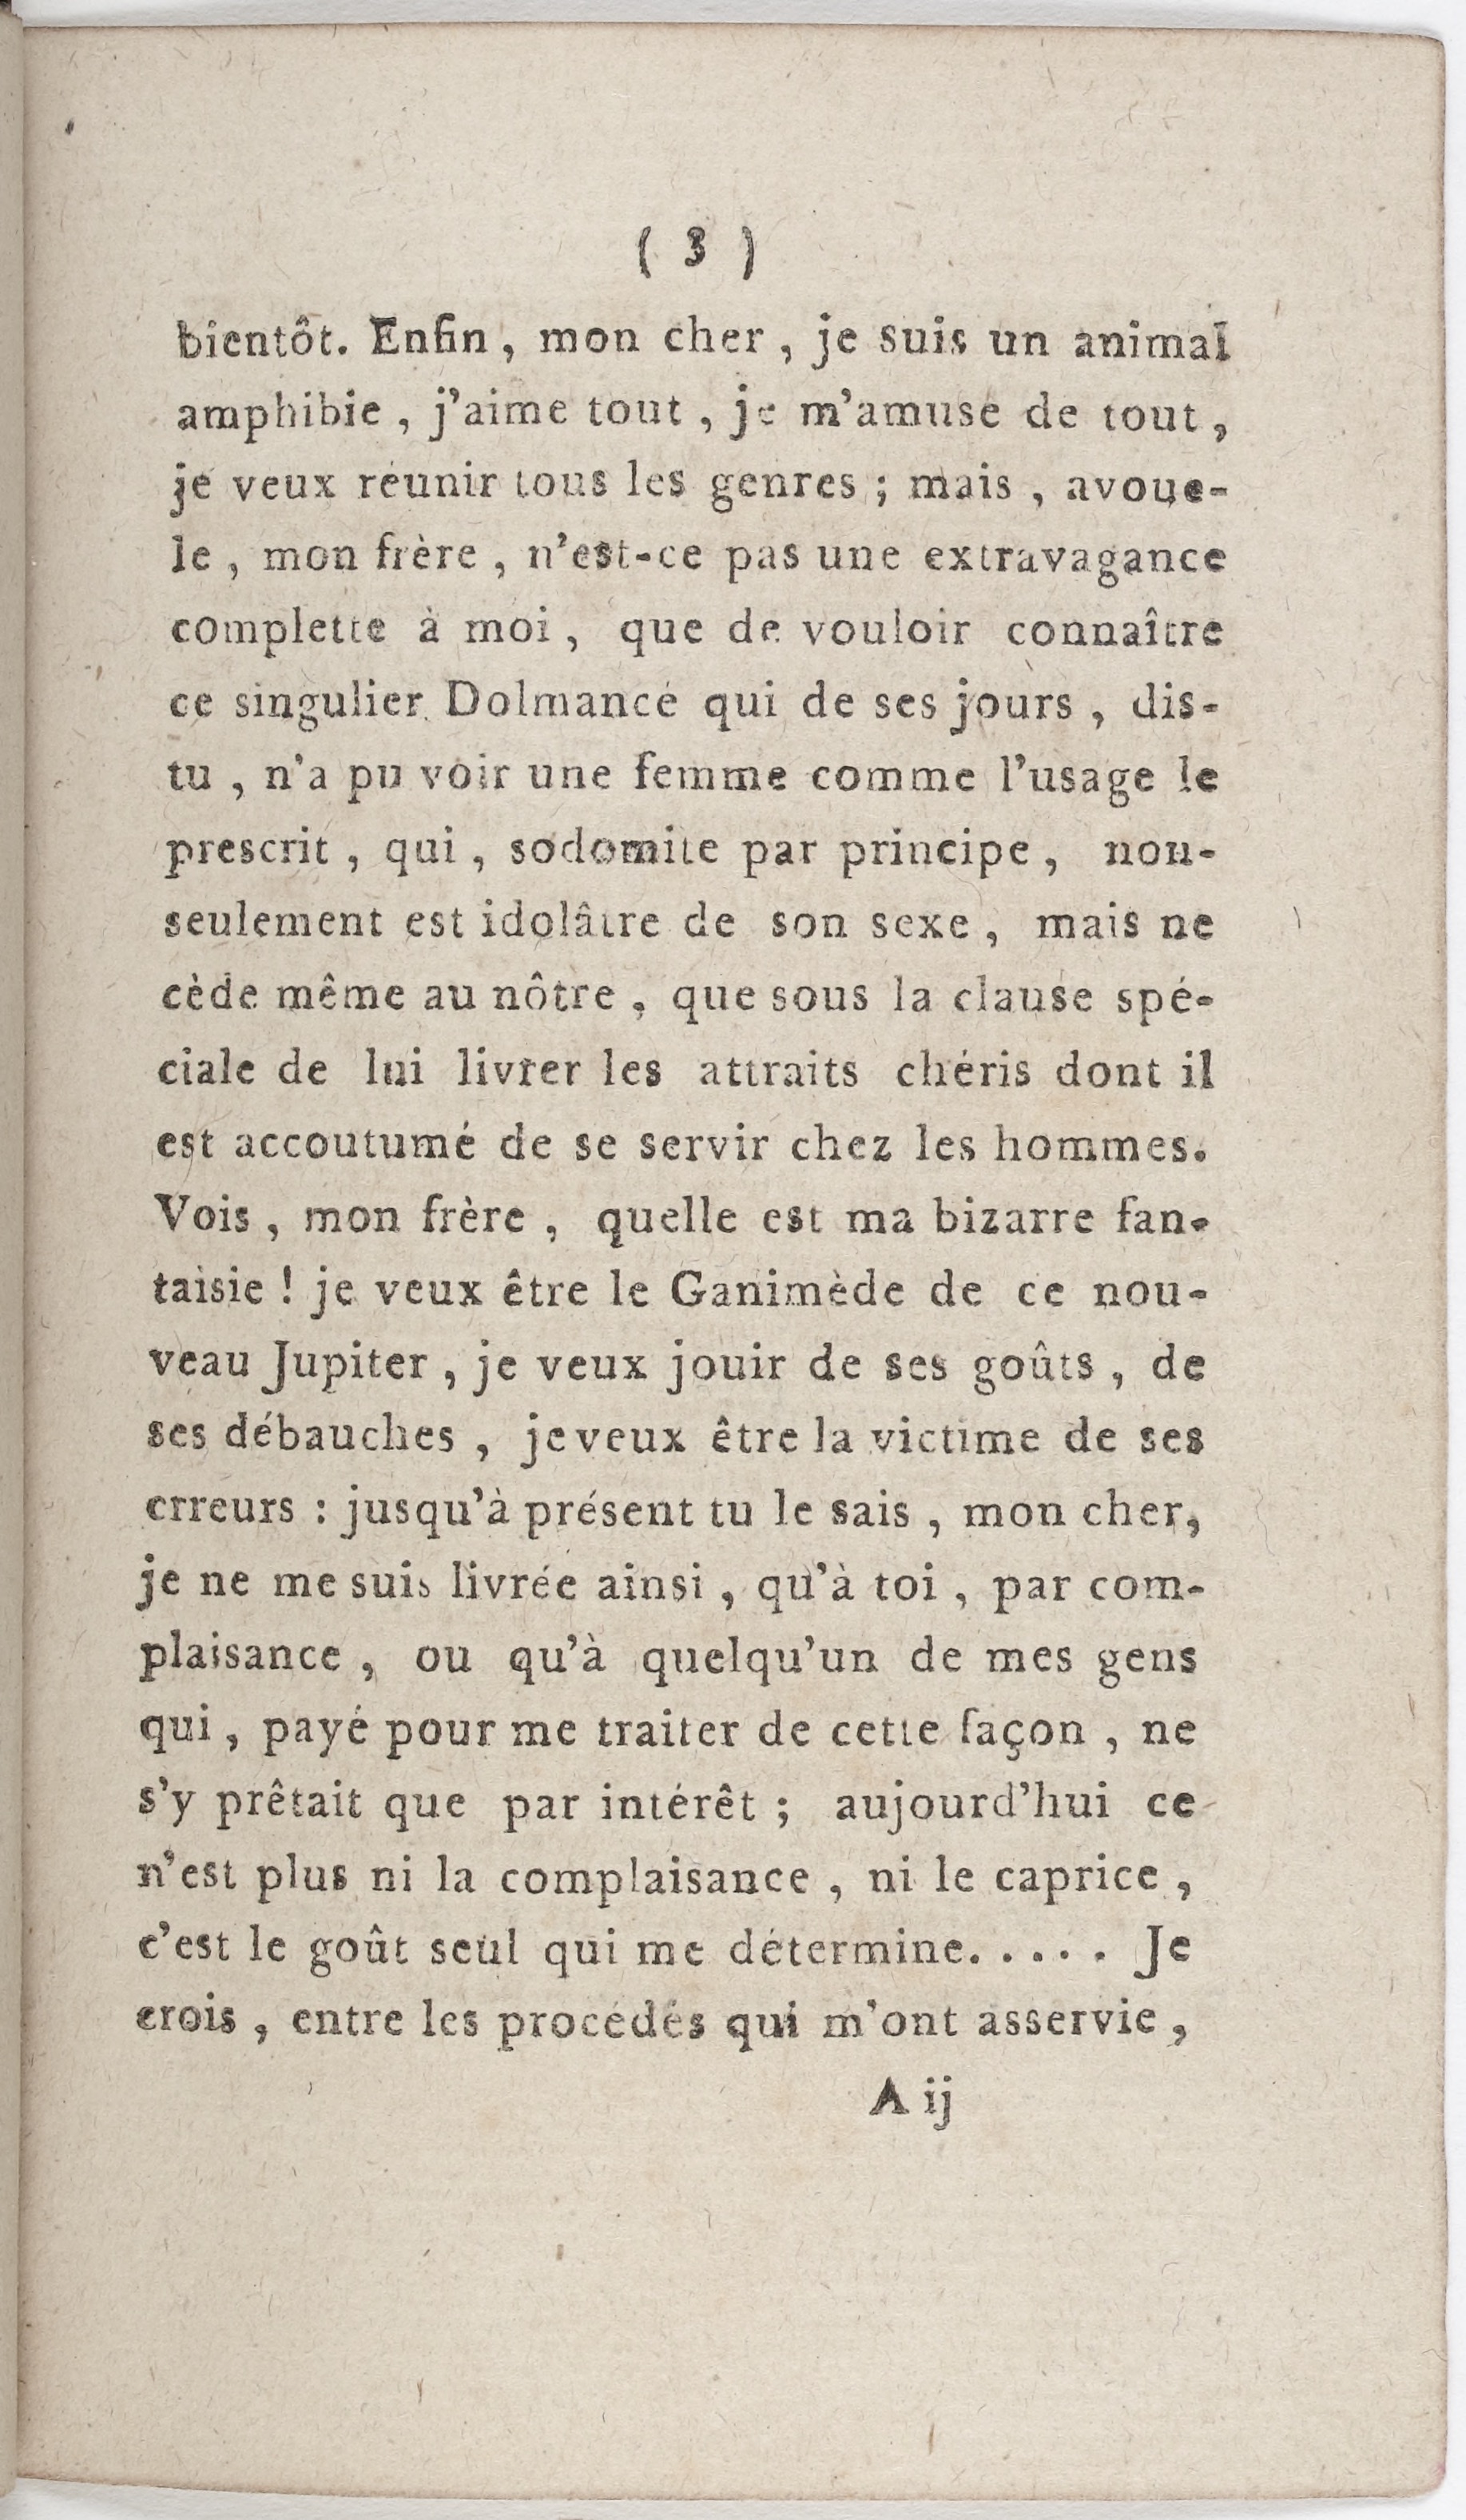 ( 3 )
bientôt. Enfin, mon cher, je suis un animal
amphibie, j'aime tout, je m'amuse de tout,
je veux réunir tous les genres; mais, avoue-
le, mon frère, n'est-ce pas une extravagance
complette à moi, que de vouloir connaître
ce singulier Dolmancé qui de ses jours, dis-
tu, n'a pu voir une femme comme l'usage le
prescrit, qui, sodomite par principe, non-
seulement est idolâtre de son sexe, mais ne
cède même au nôtre, que sous la clause spé-
ciale de lui livrer les attraits chéris dont il
est accoutumé de se servir chez les hommes.
Vois, mon frère, quelle est ma bizarre fan-
taisie ! je veux être le Ganimède de ce nou-
veau Jupiter, je veux jouir de ses goûts, de
ses débauches, je veux être la victime de ses
erreurs : jusqu'à présent tu le sais, mon cher,
je ne me suis livrée ainsi, qu'à toi, par com-
plaisance, ou qu'à quelqu'un de mes gens
qui, payé pour me traiter de cette façon, ne
s'y prêtait que par intérêt; aujourd'hui ce
n'est plus ni la complaisance, ni le caprice,
c'est le goût seul qui me détermine. . . . . Je
crois, entre les procédés qui m'ont asservie,
A ij